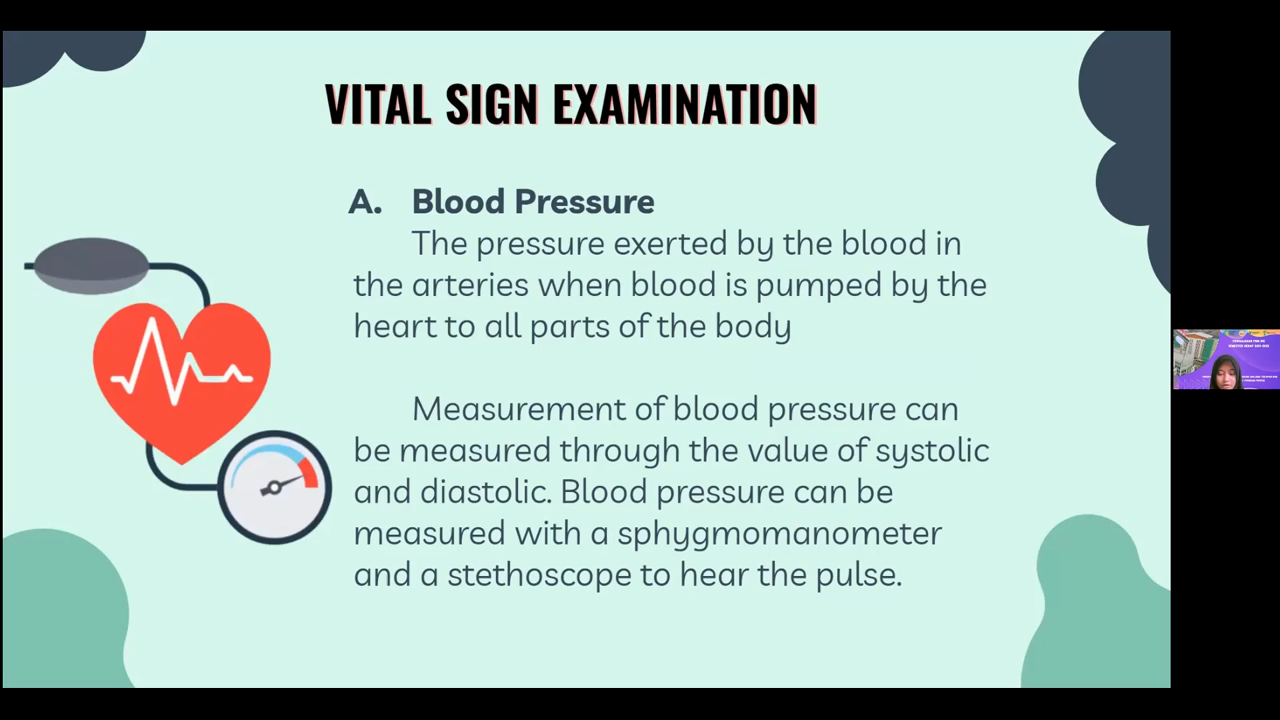 VITAL SIGN EXAMINATION
A. Blood Pressure
The pressure exerted by the blood in
the arteries when blood is pumped by the
heart to all parts of the body
Measurement of blood pressure can
be measured through the value of systolic
and diastolic. Blood pressure can be
measured with a sphygmomanometer
and a stethoscope to hear the pulse.